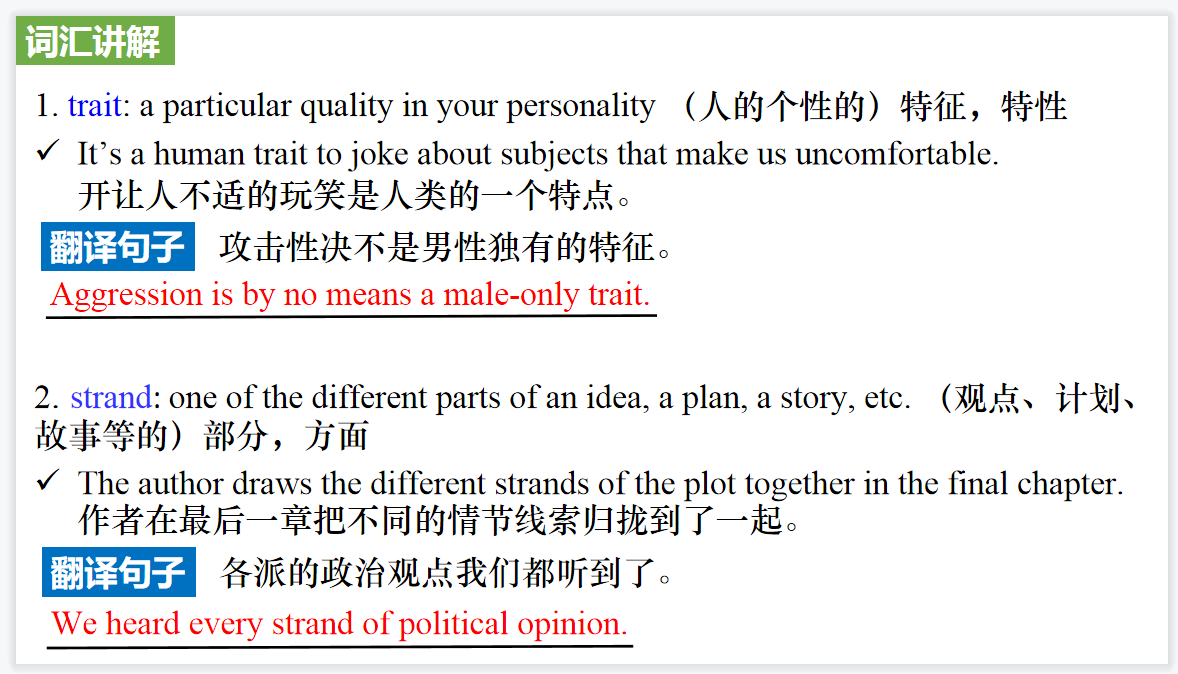 词汇讲解
1. trait: a particular quality in your personality （人的个性的）特征，特性
✓ It's a human trait to joke about subjects that make us uncomfortable.
开让人不适的玩笑是人类的一个特点。
翻译句子 攻击性决不是男性独有的特征。
Aggression is by no means a male-only trait.
2. strand: one of the different parts of an idea, a plan, a story, etc. （观点、计划、
故事等的）部分，方面
✓ The author draws the different strands of the plot together in the final chapter.
作者在最后一章把不同的情节线索归拢到了一起。
翻译句子 各派的政治观点我们都听到了。
We heard every strand of political opinion.